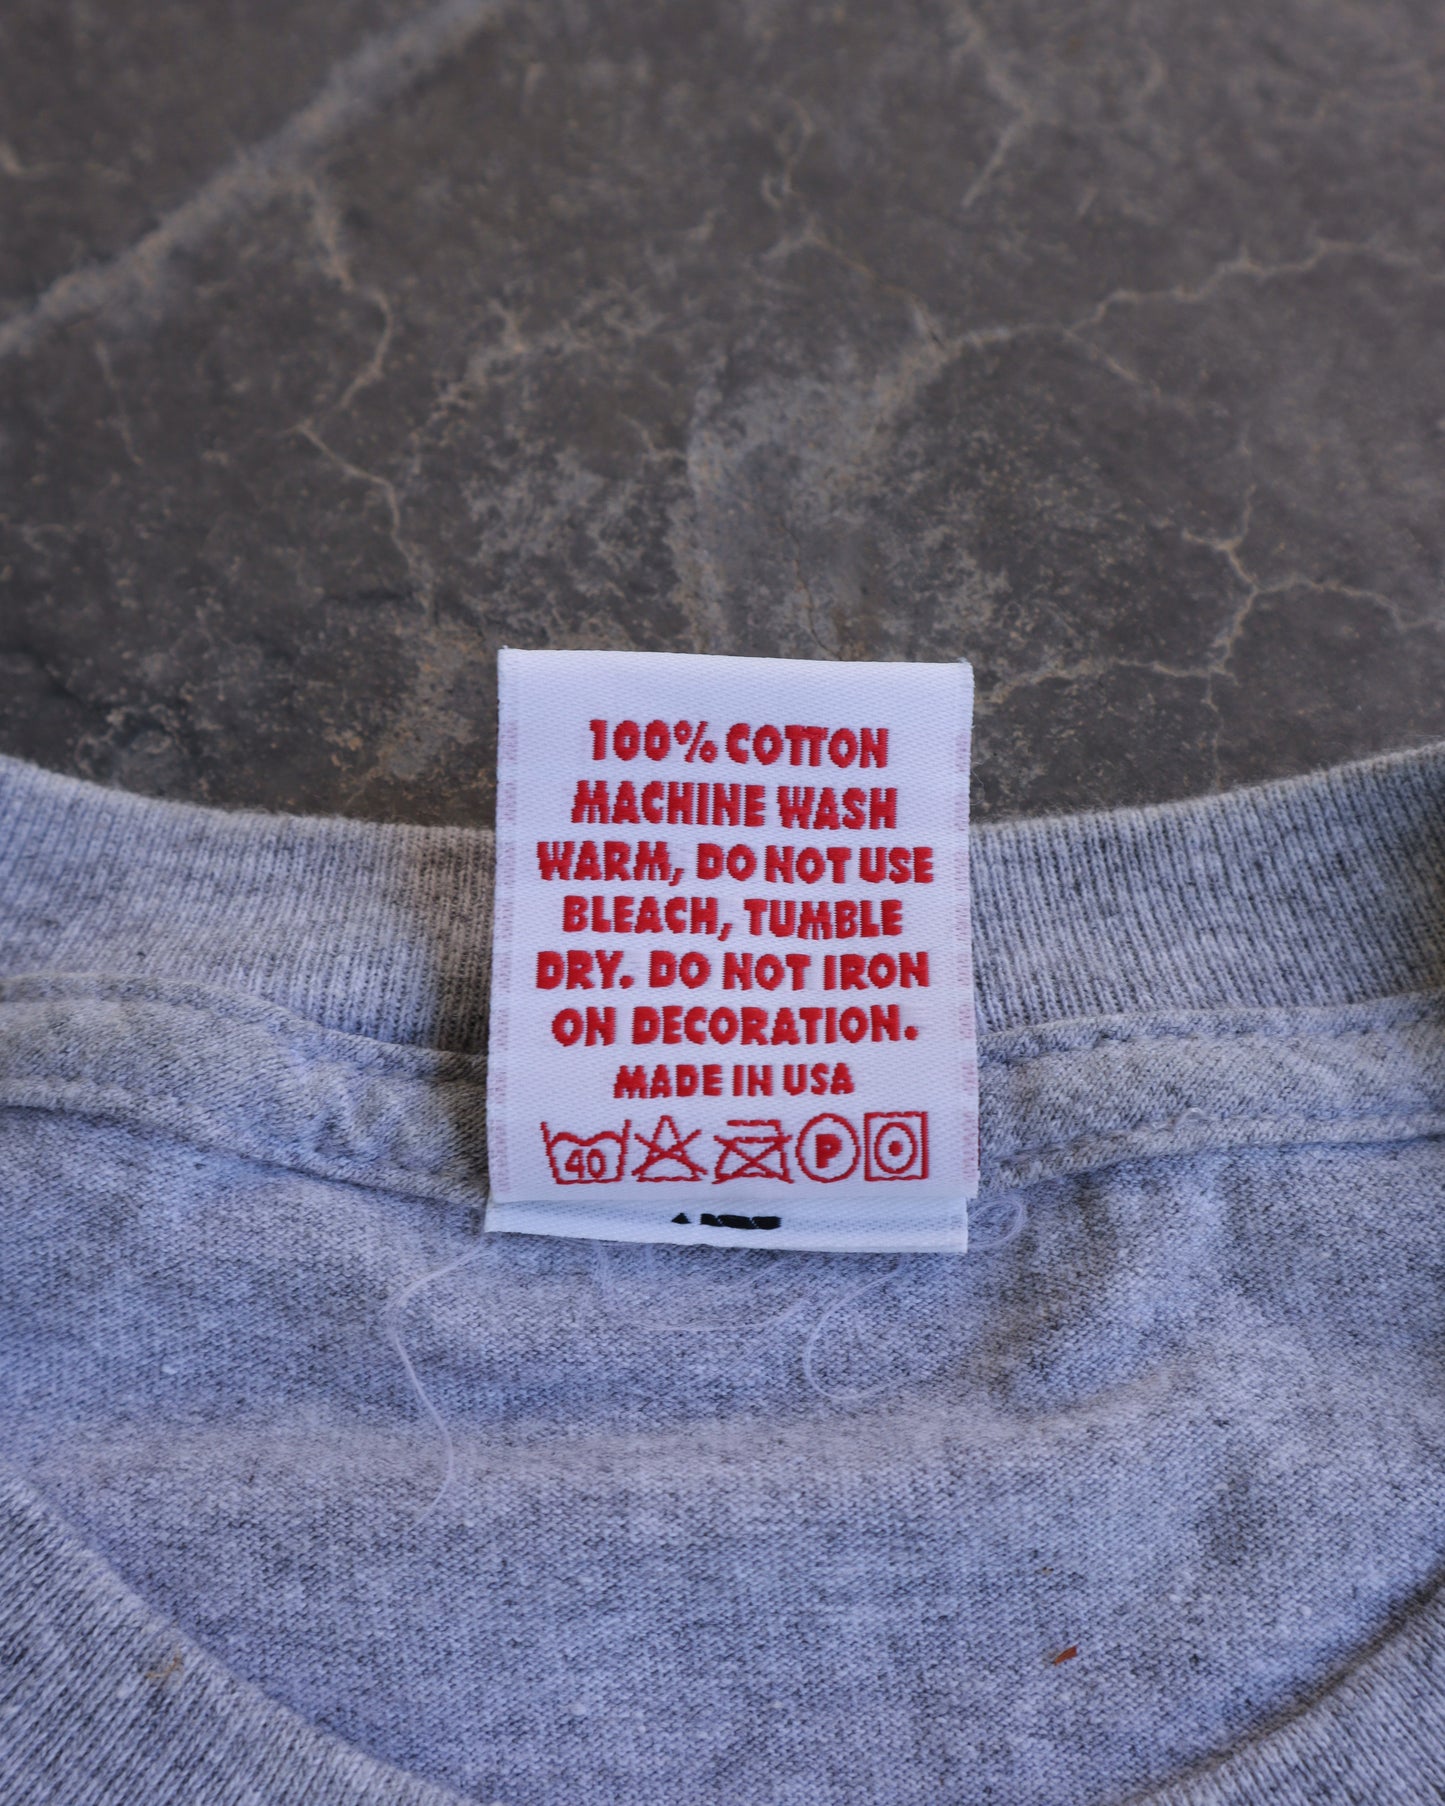 100% COTTON
MACHINE WASH
WARM, DO NOT USE
BLEACH, TUMBLE
DRY. DO NOT IRON
ON DECORATION.
MADE IN USA
40 P